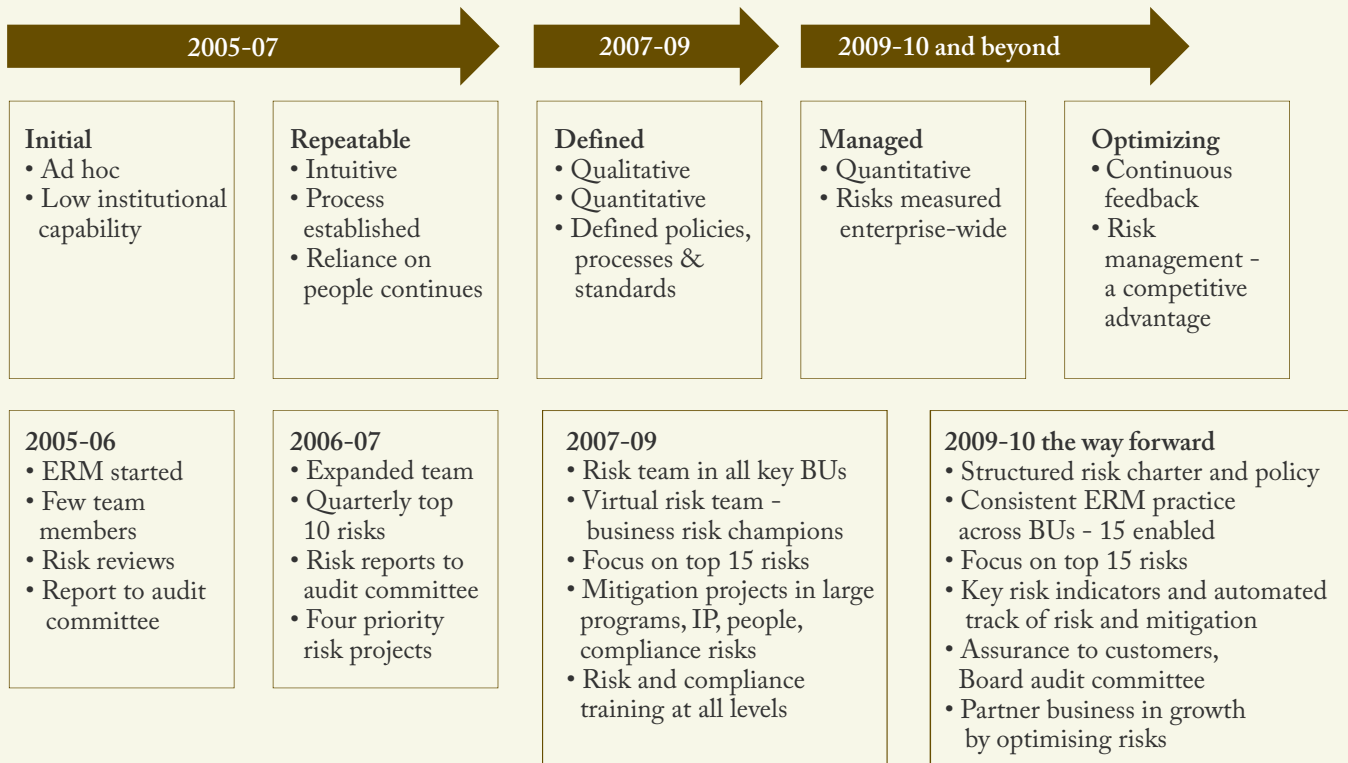 2005-07
2007-09
2009-10 and beyond
Initial
• Ad hoc
• Low institutional
capability
Repeatable
• Intuitive
• Process
established
• Reliance on
people continues
Defined
• Qualitative
• Quantitative
• Defined policies,
processes &
standards
Managed
• Quantitative
• Risks measured
enterprise-wide
Optimizing
• Continuous
feedback
• Risk
management -
a competitive
advantage
2005-06
• ERM started
• Few team
members
• Risk reviews
• Report to audit
committee
2006-07
• Expanded team
• Quarterly top
10 risks
• Risk reports to
audit committee
• Four priority
risk projects
2007-09
• Risk team in all key BUs
• Virtual risk team -
business risk champions
• Focus on top 15 risks
• Mitigation projects in large
programs, IP, people,
compliance risks
• Risk and compliance
training at all levels
2009-10 the way forward
• Structured risk charter and policy
• Consistent ERM practice
across BUs - 15 enabled
• Focus on top 15 risks
• Key risk indicators and automated
track of risk and mitigation
• Assurance to customers,
Board audit committee
• Partner business in growth
by optimising risks